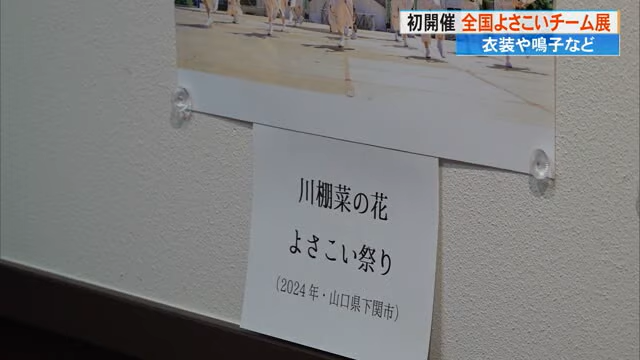 初開催 全国よさこいチーム展
衣装や鳴子など
川棚菜の花
よさこい祭り
(2024年・山口県下関市)